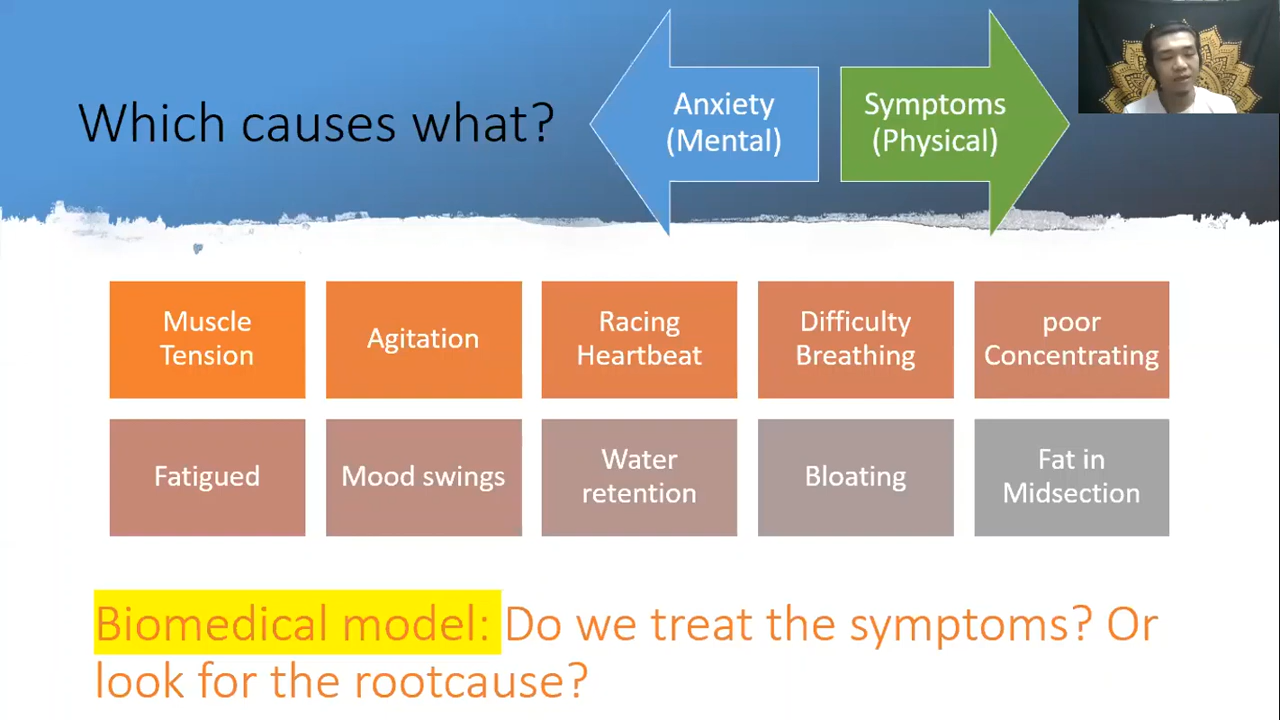 Which causes what?
Anxiety
(Mental)
Symptoms
(Physical)
Muscle
Tension
Agitation
Racing
Heartbeat
Difficulty
Breathing
poor
Concentrating
Fatigued
Mood swings
Water
retention
Bloating
Fat in
Midsection
Biomedical model: Do we treat the symptoms? Or
look for the rootcause?